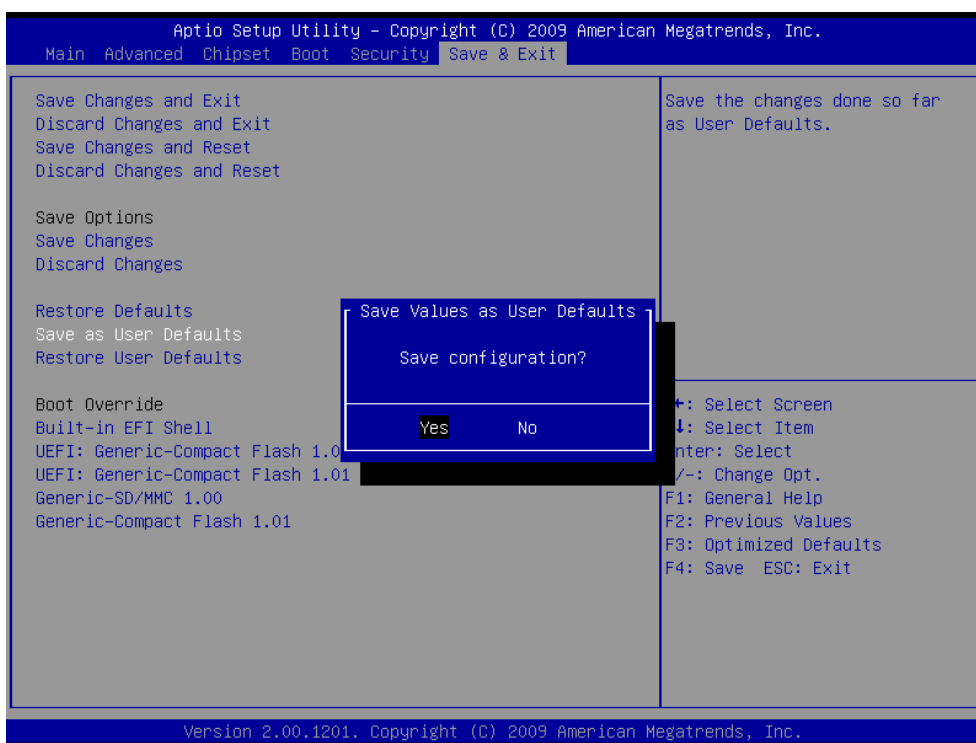 Aptio Setup Utility – Copyright (C) 2009 American Megatrends, Inc.
Main Advanced Chipset Boot Security Save & Exit
Save Changes and Exit
Discard Changes and Exit
Save Changes and Reset
Discard Changes and Reset
Save Options
Save Changes
Discard Changes
Restore Defaults
Save as User Defaults
Restore User Defaults
Boot Override
Built-in EFI Shell
UEFI: Generic-Compact Flash 1.0
UEFI: Generic-Compact Flash 1.01
Generic-SD/MMC 1.00
Generic-Compact Flash 1.01
Save Values as User Defaults
Save configuration?
Yes No
Save the changes done so far
as User Defaults.
: Select Screen
: Select Item
nter: Select
/-: Change Opt.
F1: General Help
F2: Previous Values
F3: Optimized Defaults
F4: Save ESC: Exit
Version 2.00.1201. Copyright (C) 2009 American Megatrends, Inc.